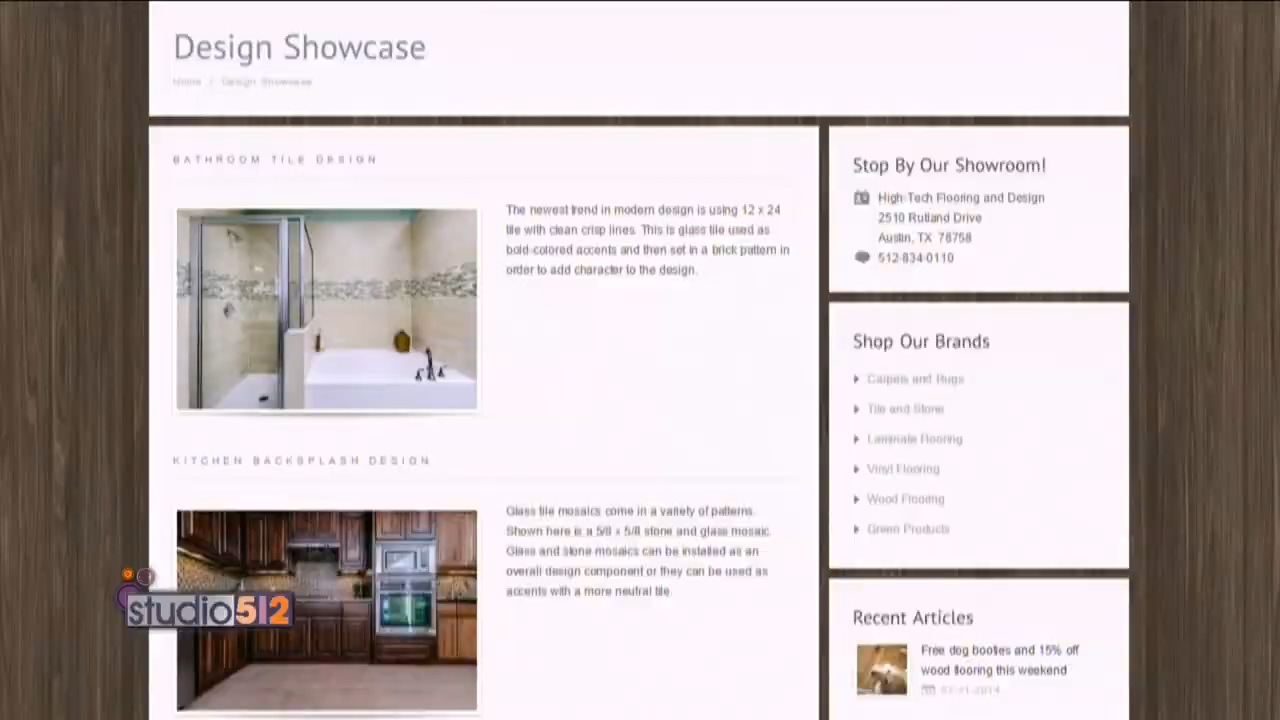 Design Showcase
Home / Design Showcase
BATHROOM TILE DESIGN
The newest trend in modern design is using 12 x 24
tile with clean crisp lines. This is glass tile used as
bold colored accents and then set in a brick pattern in
order to add character to the design.
KITCHEN BACKSPLASH DESIGN
Glass tile mosaics come in a variety of patterns.
Shown here is a 5/8 x 5/8 stone and glass mosaic.
Glass and stone mosaics can be installed as an
overall design component or they can be used as
accents with a more neutral tile.
Stop By Our Showroom!
High Tech Flooring and Design
2510 Rutland Drive
Austin, TX 78758
512-834-0110
Shop Our Brands
Carpets and Rugs
Tile and Stone
Laminate Flooring
Vinyl Flooring
Wood Flooring
Green Products
Recent Articles
Free dog booties and 15% off
wood flooring this weekend
studio512